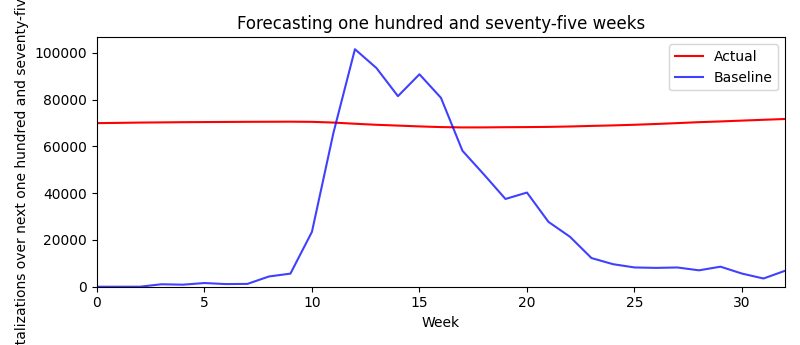 Forecasting one hundred and seventy-five weeks
talizations over next one hundred and seventy-fiv
100000
80000
60000
40000
20000
0
Actual
Baseline
0 5 10 15 20 25 30
Week